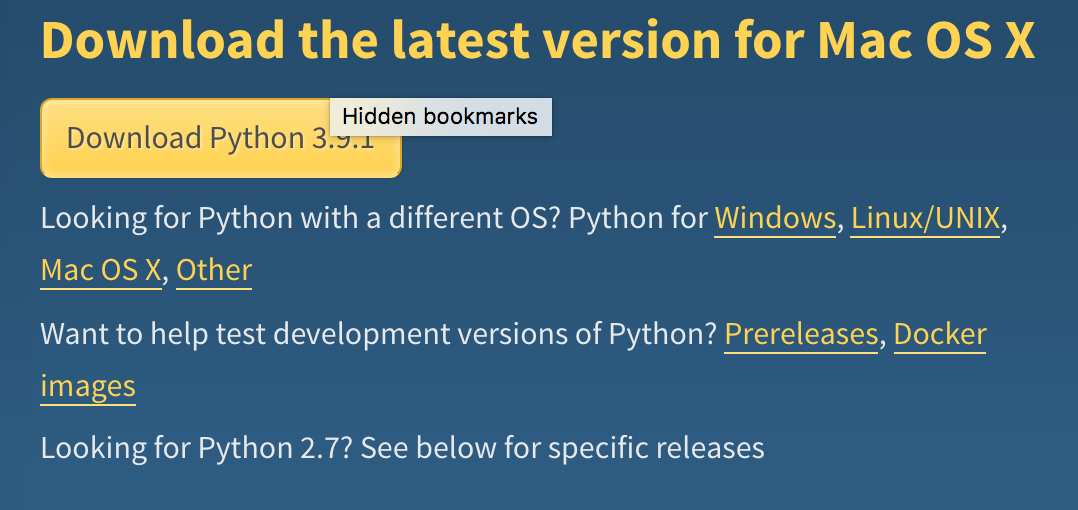 Download the latest version for Mac OS X
Hidden bookmarks
Download Python 3.9.1
Looking for Python with a different OS? Python for Windows, Linux/UNIX,
Mac OS X, Other
Want to help test development versions of Python? Prereleases, Docker
images
Looking for Python 2.7? See below for specific releases